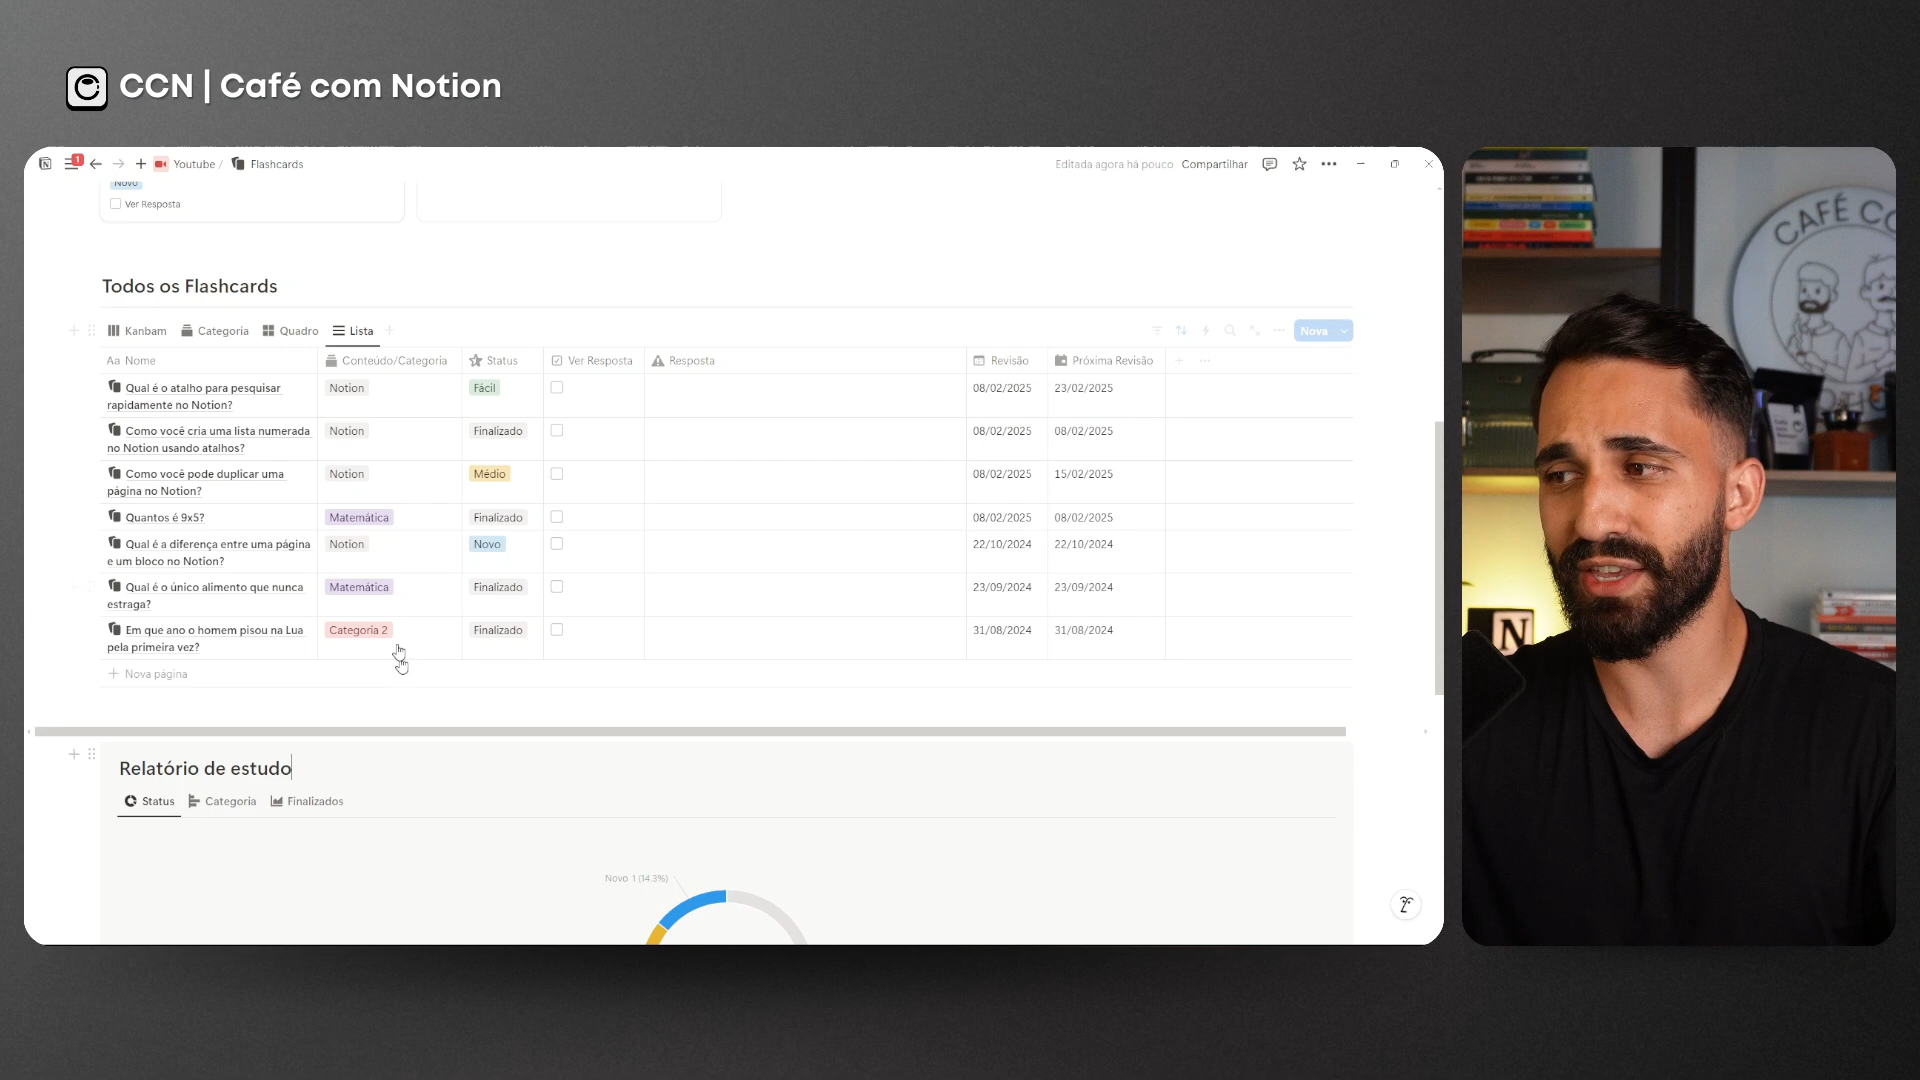 CCN | Café com Notion
1
Youtube / Flashcards
Editada agora há pouco Compartilhar
Novo
Ver Resposta
Todos os Flashcards
Kanbam Categoria Quadro Lista
Nova
Aa Nome Conteúdo/Categoria Status Ver Resposta Resposta Revisão Próxima Revisão
Qual é o atalho para pesquisar
rapidamente no Notion?
Notion Fácil 08/02/2025 23/02/2025
Como você cria uma lista numerada
no Notion usando atalhos?
Notion Finalizado 08/02/2025 08/02/2025
Como você pode duplicar uma
página no Notion?
Notion Médio 08/02/2025 15/02/2025
Quantos é 9x5? Matemática Finalizado 08/02/2025 08/02/2025
Qual é a diferença entre uma página
e um bloco no Notion?
Notion Novo 22/10/2024 22/10/2024
Qual é o único alimento que nunca
estraga?
Matemática Finalizado 23/09/2024 23/09/2024
Em que ano o homem pisou na Lua
pela primeira vez?
Categoria 2 Finalizado 31/08/2024 31/08/2024
Nova página
Relatório de estudo
Status Categoria Finalizados
Novo 1 (14.3%)
CAFÉ CO
N